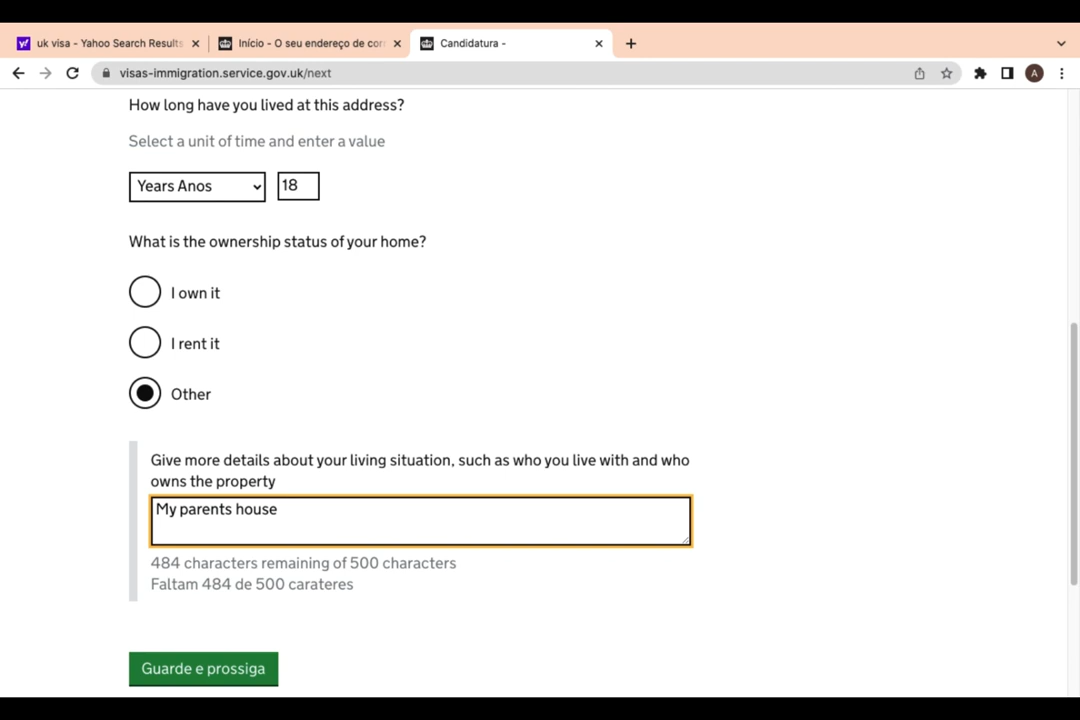 uk visa - Yahoo Search Results
Início - O seu endereço de cor
Candidatura -
visas-immigration.service.gov.uk/next
A
How long have you lived at this address?
Select a unit of time and enter a value
Years Anos 18
What is the ownership status of your home?
I own it
I rent it
Other
Give more details about your living situation, such as who you live with and who
owns the property
My parents house
484 characters remaining of 500 characters
Faltam 484 de 500 carateres
Guarde e prossiga